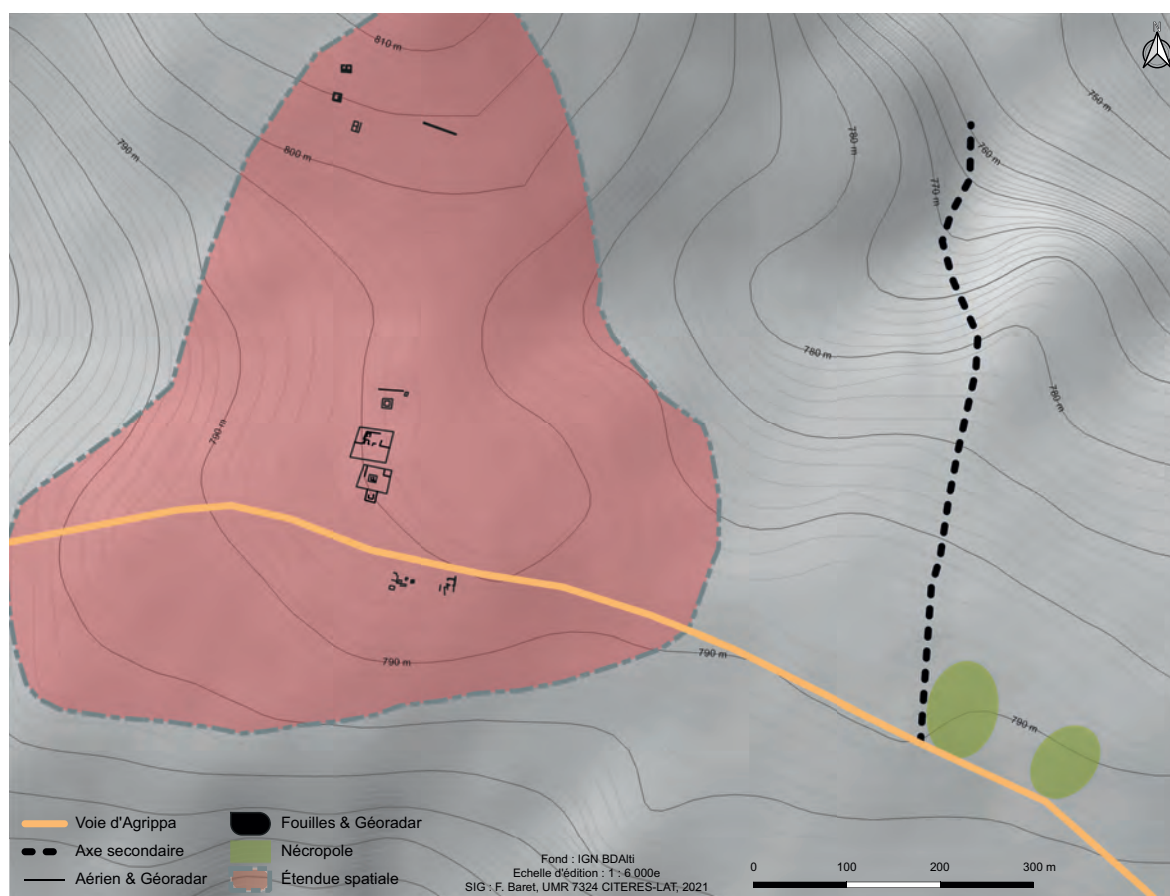 N
810 m
760 m
790 m
780 m
800 m
760 m
770 m
780 m
780 m
790 m
790 m
790 m
790 m
Voie d'Agrippa
Fouilles & Géoradar
Axe secondaire
Nécropole
Aérien & Géoradar
Étendue spatiale
Fond : IGN BDAlti
Echelle d'édition : 1 : 6 000e
SIG : F. Baret, UMR 7324 CITERES-LAT, 2021
0 100 200 300 m